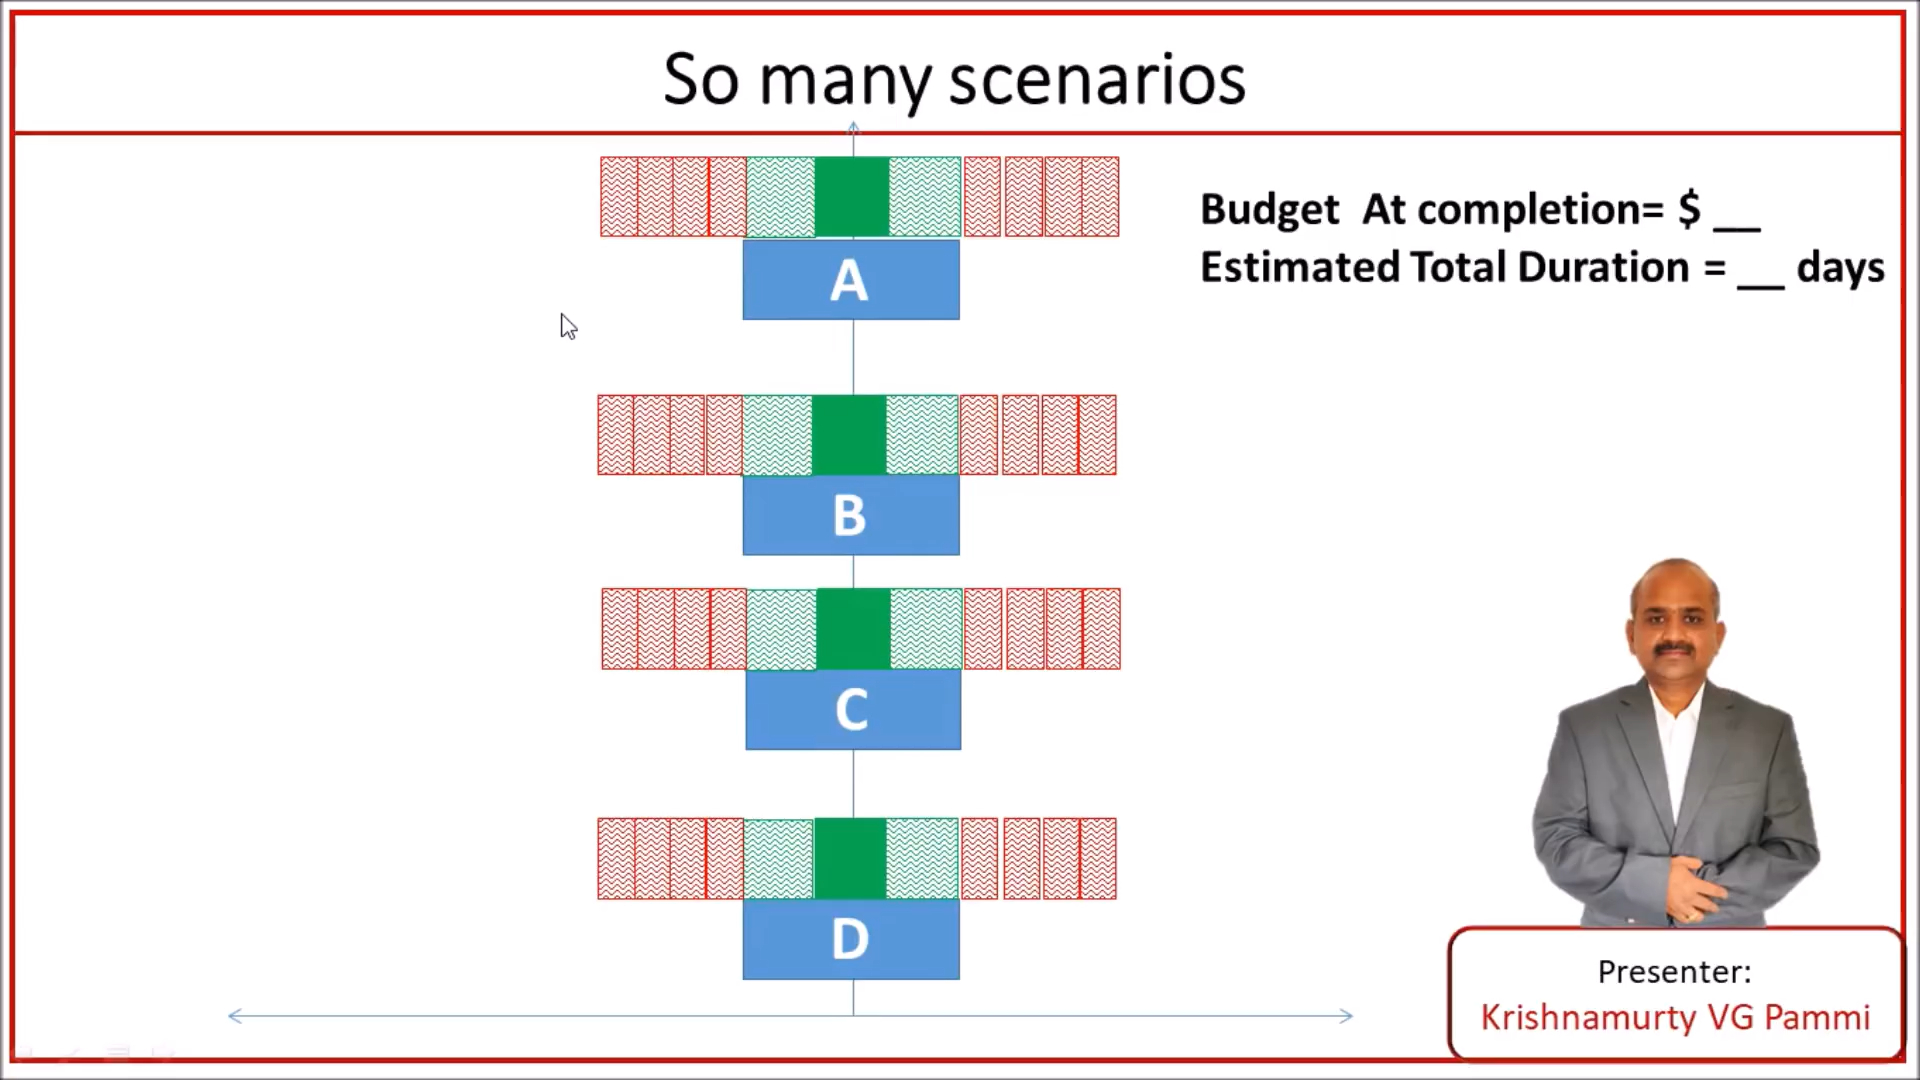 So many scenarios
Budget At completion= $ __
Estimated Total Duration = __ days
A
B
C
D
Presenter:
Krishnamurty VG Pammi